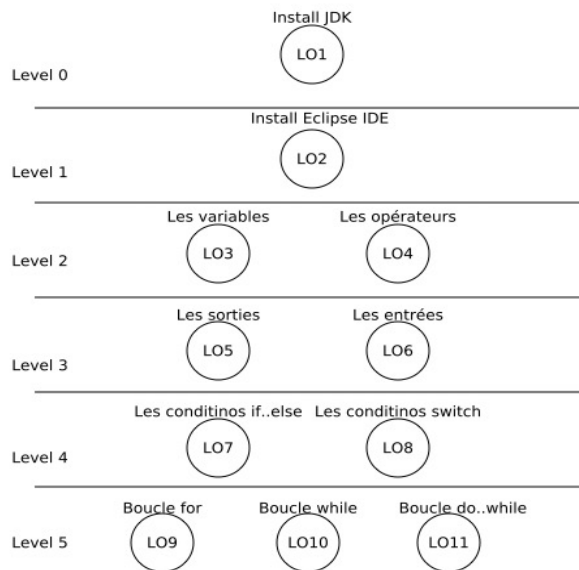 Install JDK
LO1
Level 0
Install Eclipse IDE
LO2
Level 1
Les variables Les opérateurs
LO3 LO4
Level 2
Les sorties Les entrées
LO5 LO6
Level 3
Les conditinos if..else Les conditinos switch
LO7 LO8
Level 4
Boucle for Boucle while Boucle do..while
Level 5 LO9 LO10 LO11